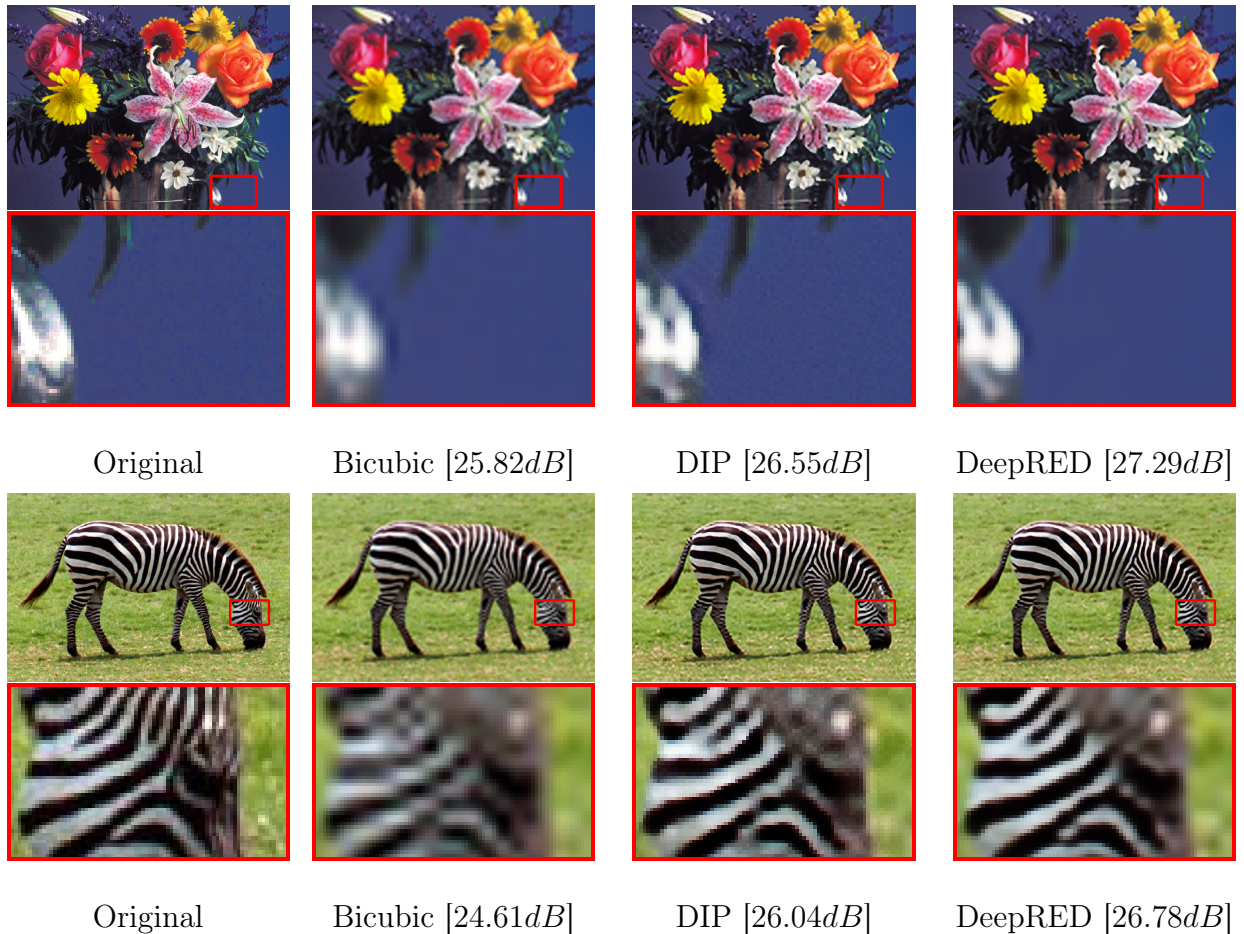 Original Bicubic [25.82dB] DIP [26.55dB] DeepRED [27.29dB]
Original Bicubic [24.61dB] DIP [26.04dB] DeepRED [26.78dB]